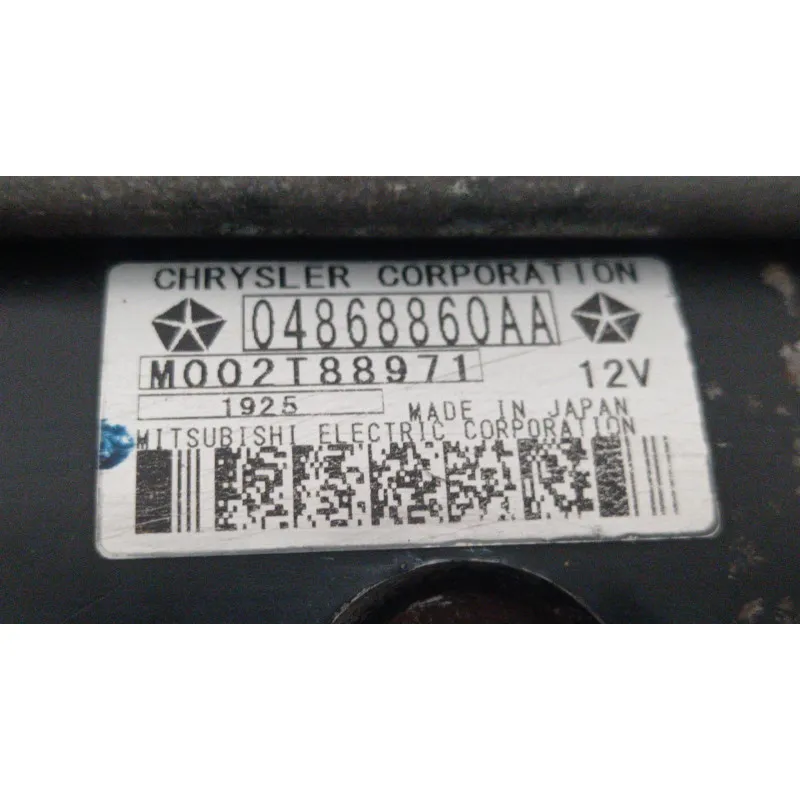 CHRYSLER CORPORATION
04868860AA
M002T88971 12V
1925 MADE IN JAPAN
MITSUBISHI ELECTRIC CORPORATION